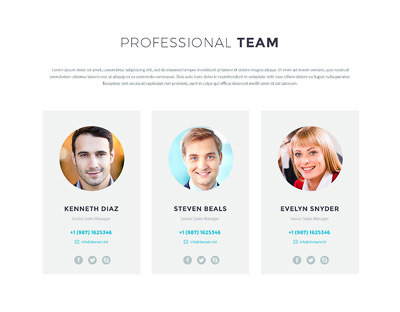 PROFESSIONAL TEAM
Lorem ipsum dolor sit amet, consectetur adipisicing elit, sed do eiusmod tempor incididunt ut labore et dolore magna aliqua. Ut enim ad minim veniam, quis nostrud
exercitation ullamco laboris nisi ut aliquip ex ea commodo consequat. Duis aute irure dolor in reprehenderit in voluptate velit esse cillum dolore eu fugiat nulla pariatur.
Excepteur sint occaecat cupidatat non proident, sunt in culpa qui officia deserunt mollit anim id est laborum.
KENNETH DIAZ
Senior Sales Manager
+1 (987) 1625346
info@domain.ltd
STEVEN BEALS
Senior Sales Manager
+1 (987) 1625346
info@domain.ltd
EVELYN SNYDER
Senior Sales Manager
+1 (987) 1625346
info@domain.ltd